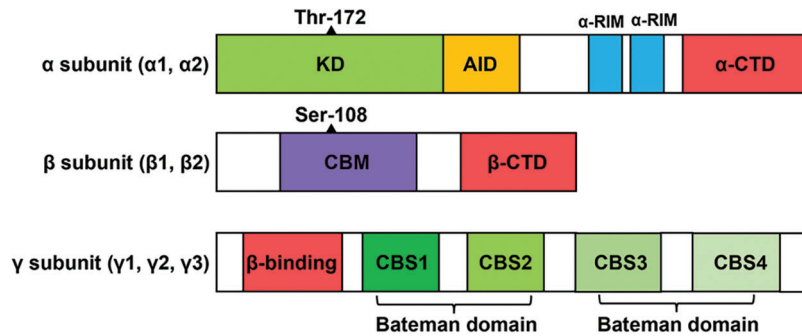 Thr-172
α-RIM α-RIM
α subunit (α1, α2) KD AID α-CTD
Ser-108
β subunit (β1, β2) CBM β-CTD
γ subunit (γ1, γ2, γ3) β-binding CBS1 CBS2 CBS3 CBS4
Bateman domain Bateman domain